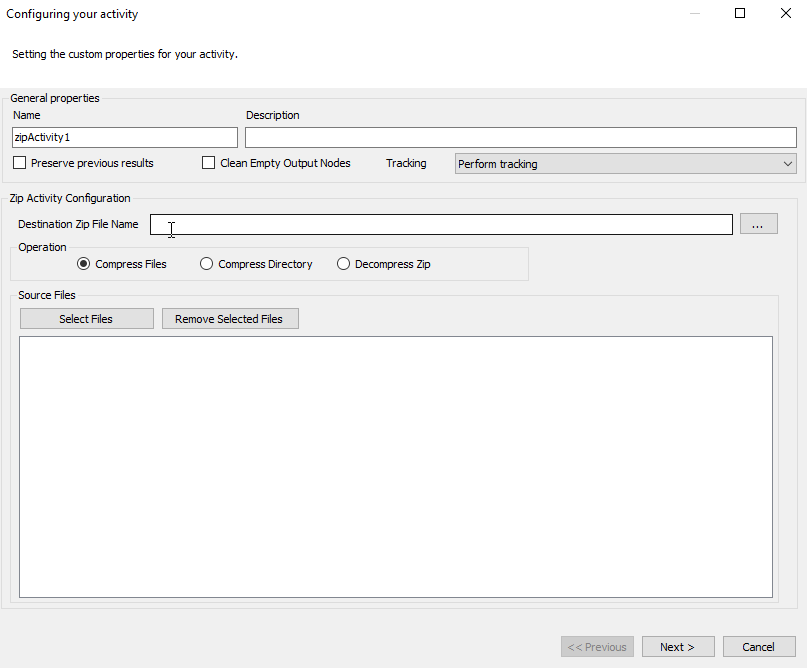 Configuring your activity
Setting the custom properties for your activity.
General properties
Name Description
zipActivity1
Preserve previous results Clean Empty Output Nodes Tracking Perform tracking
Zip Activity Configuration
Destination Zip File Name ...
Operation
Compress Files Compress Directory Decompress Zip
Source Files
Select Files Remove Selected Files
<< Previous Next > Cancel